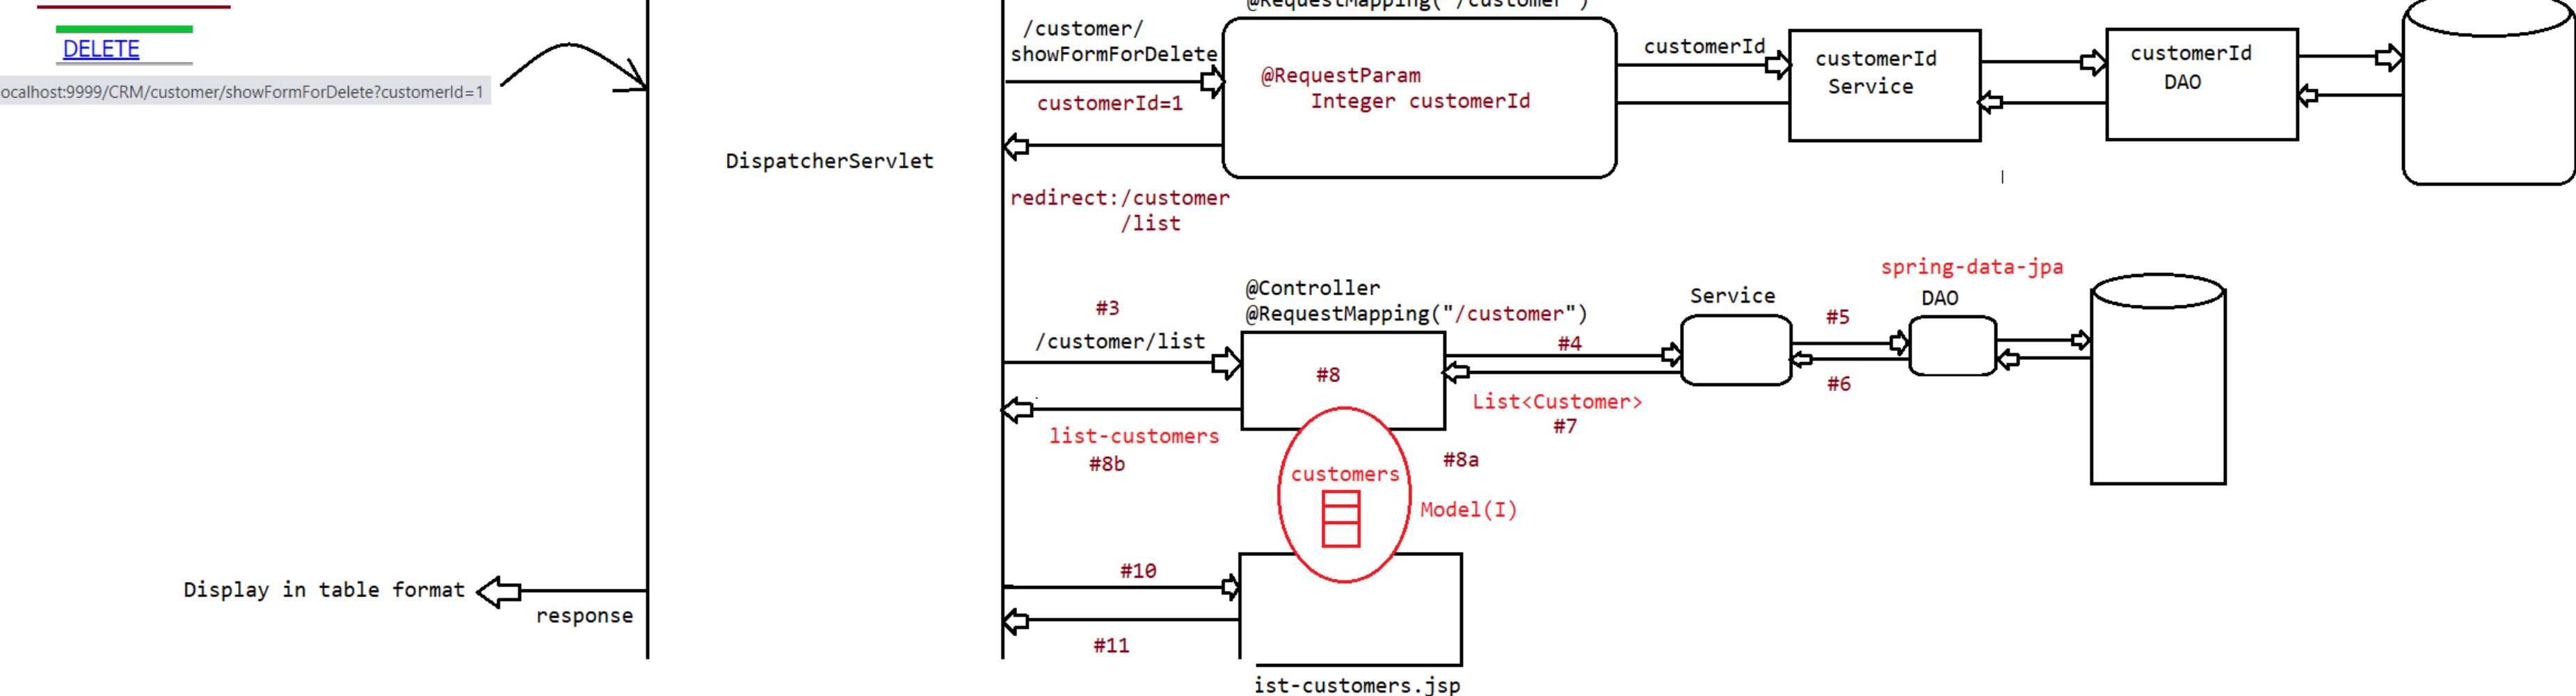 @RequestMapping("/customer")
DELETE
ocalhost:9999/CRM/customer/showFormForDelete?customerId=1
/customer/
showFormForDelete
customerId=1
@RequestParam
Integer customerId
customerId
customerId
Service
customerId
DAO
DispatcherServlet
redirect:/customer
/list
spring-data-jpa
@Controller
@RequestMapping("/customer")
#3
/customer/list
#8
#4
Service
#5
DAO
#6
List<Customer>
#7
list-customers
#8b
#8a
customers
Model(I)
#10
#11
Display in table format
response
ist-customers.jsp